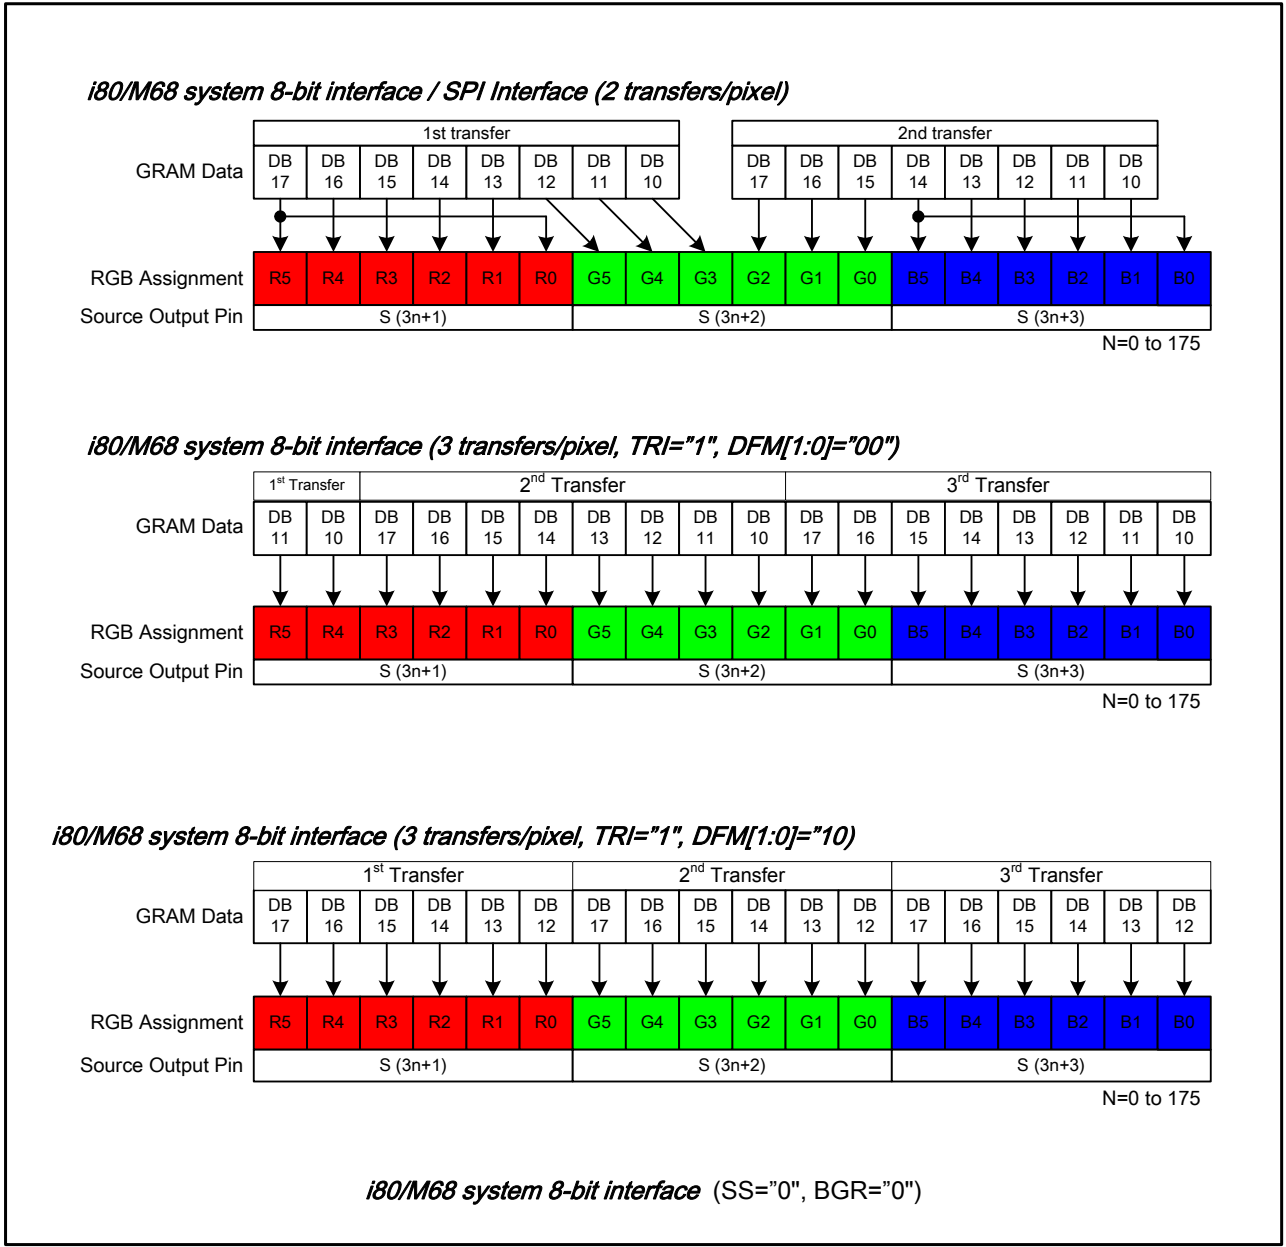 i80/M68 system 8-bit interface / SPI Interface (2 transfers/pixel)
1st transfer 2nd transfer
GRAM Data DB 17 DB 16 DB 15 DB 14 DB 13 DB 12 DB 11 DB 10 DB 17 DB 16 DB 15 DB 14 DB 13 DB 12 DB 11 DB 10
RGB Assignment R5 R4 R3 R2 R1 R0 G5 G4 G3 G2 G1 G0 B5 B4 B3 B2 B1 B0
Source Output Pin S (3n+1) S (3n+2) S (3n+3)
N=0 to 175
i80/M68 system 8-bit interface (3 transfers/pixel, TRI=”1", DFM[1:0]=”00")
1st Transfer 2nd Transfer 3rd Transfer
GRAM Data DB 11 DB 10 DB 17 DB 16 DB 15 DB 14 DB 13 DB 12 DB 11 DB 10 DB 17 DB 16 DB 15 DB 14 DB 13 DB 12 DB 11 DB 10
RGB Assignment R5 R4 R3 R2 R1 R0 G5 G4 G3 G2 G1 G0 B5 B4 B3 B2 B1 B0
Source Output Pin S (3n+1) S (3n+2) S (3n+3)
N=0 to 175
i80/M68 system 8-bit interface (3 transfers/pixel, TRI=”1", DFM[1:0]=”10)
1st Transfer 2nd Transfer 3rd Transfer
GRAM Data DB 17 DB 16 DB 15 DB 14 DB 13 DB 12 DB 17 DB 16 DB 15 DB 14 DB 13 DB 12 DB 17 DB 16 DB 15 DB 14 DB 13 DB 12
RGB Assignment R5 R4 R3 R2 R1 R0 G5 G4 G3 G2 G1 G0 B5 B4 B3 B2 B1 B0
Source Output Pin S (3n+1) S (3n+2) S (3n+3)
N=0 to 175
i80/M68 system 8-bit interface (SS=”0", BGR=”0")